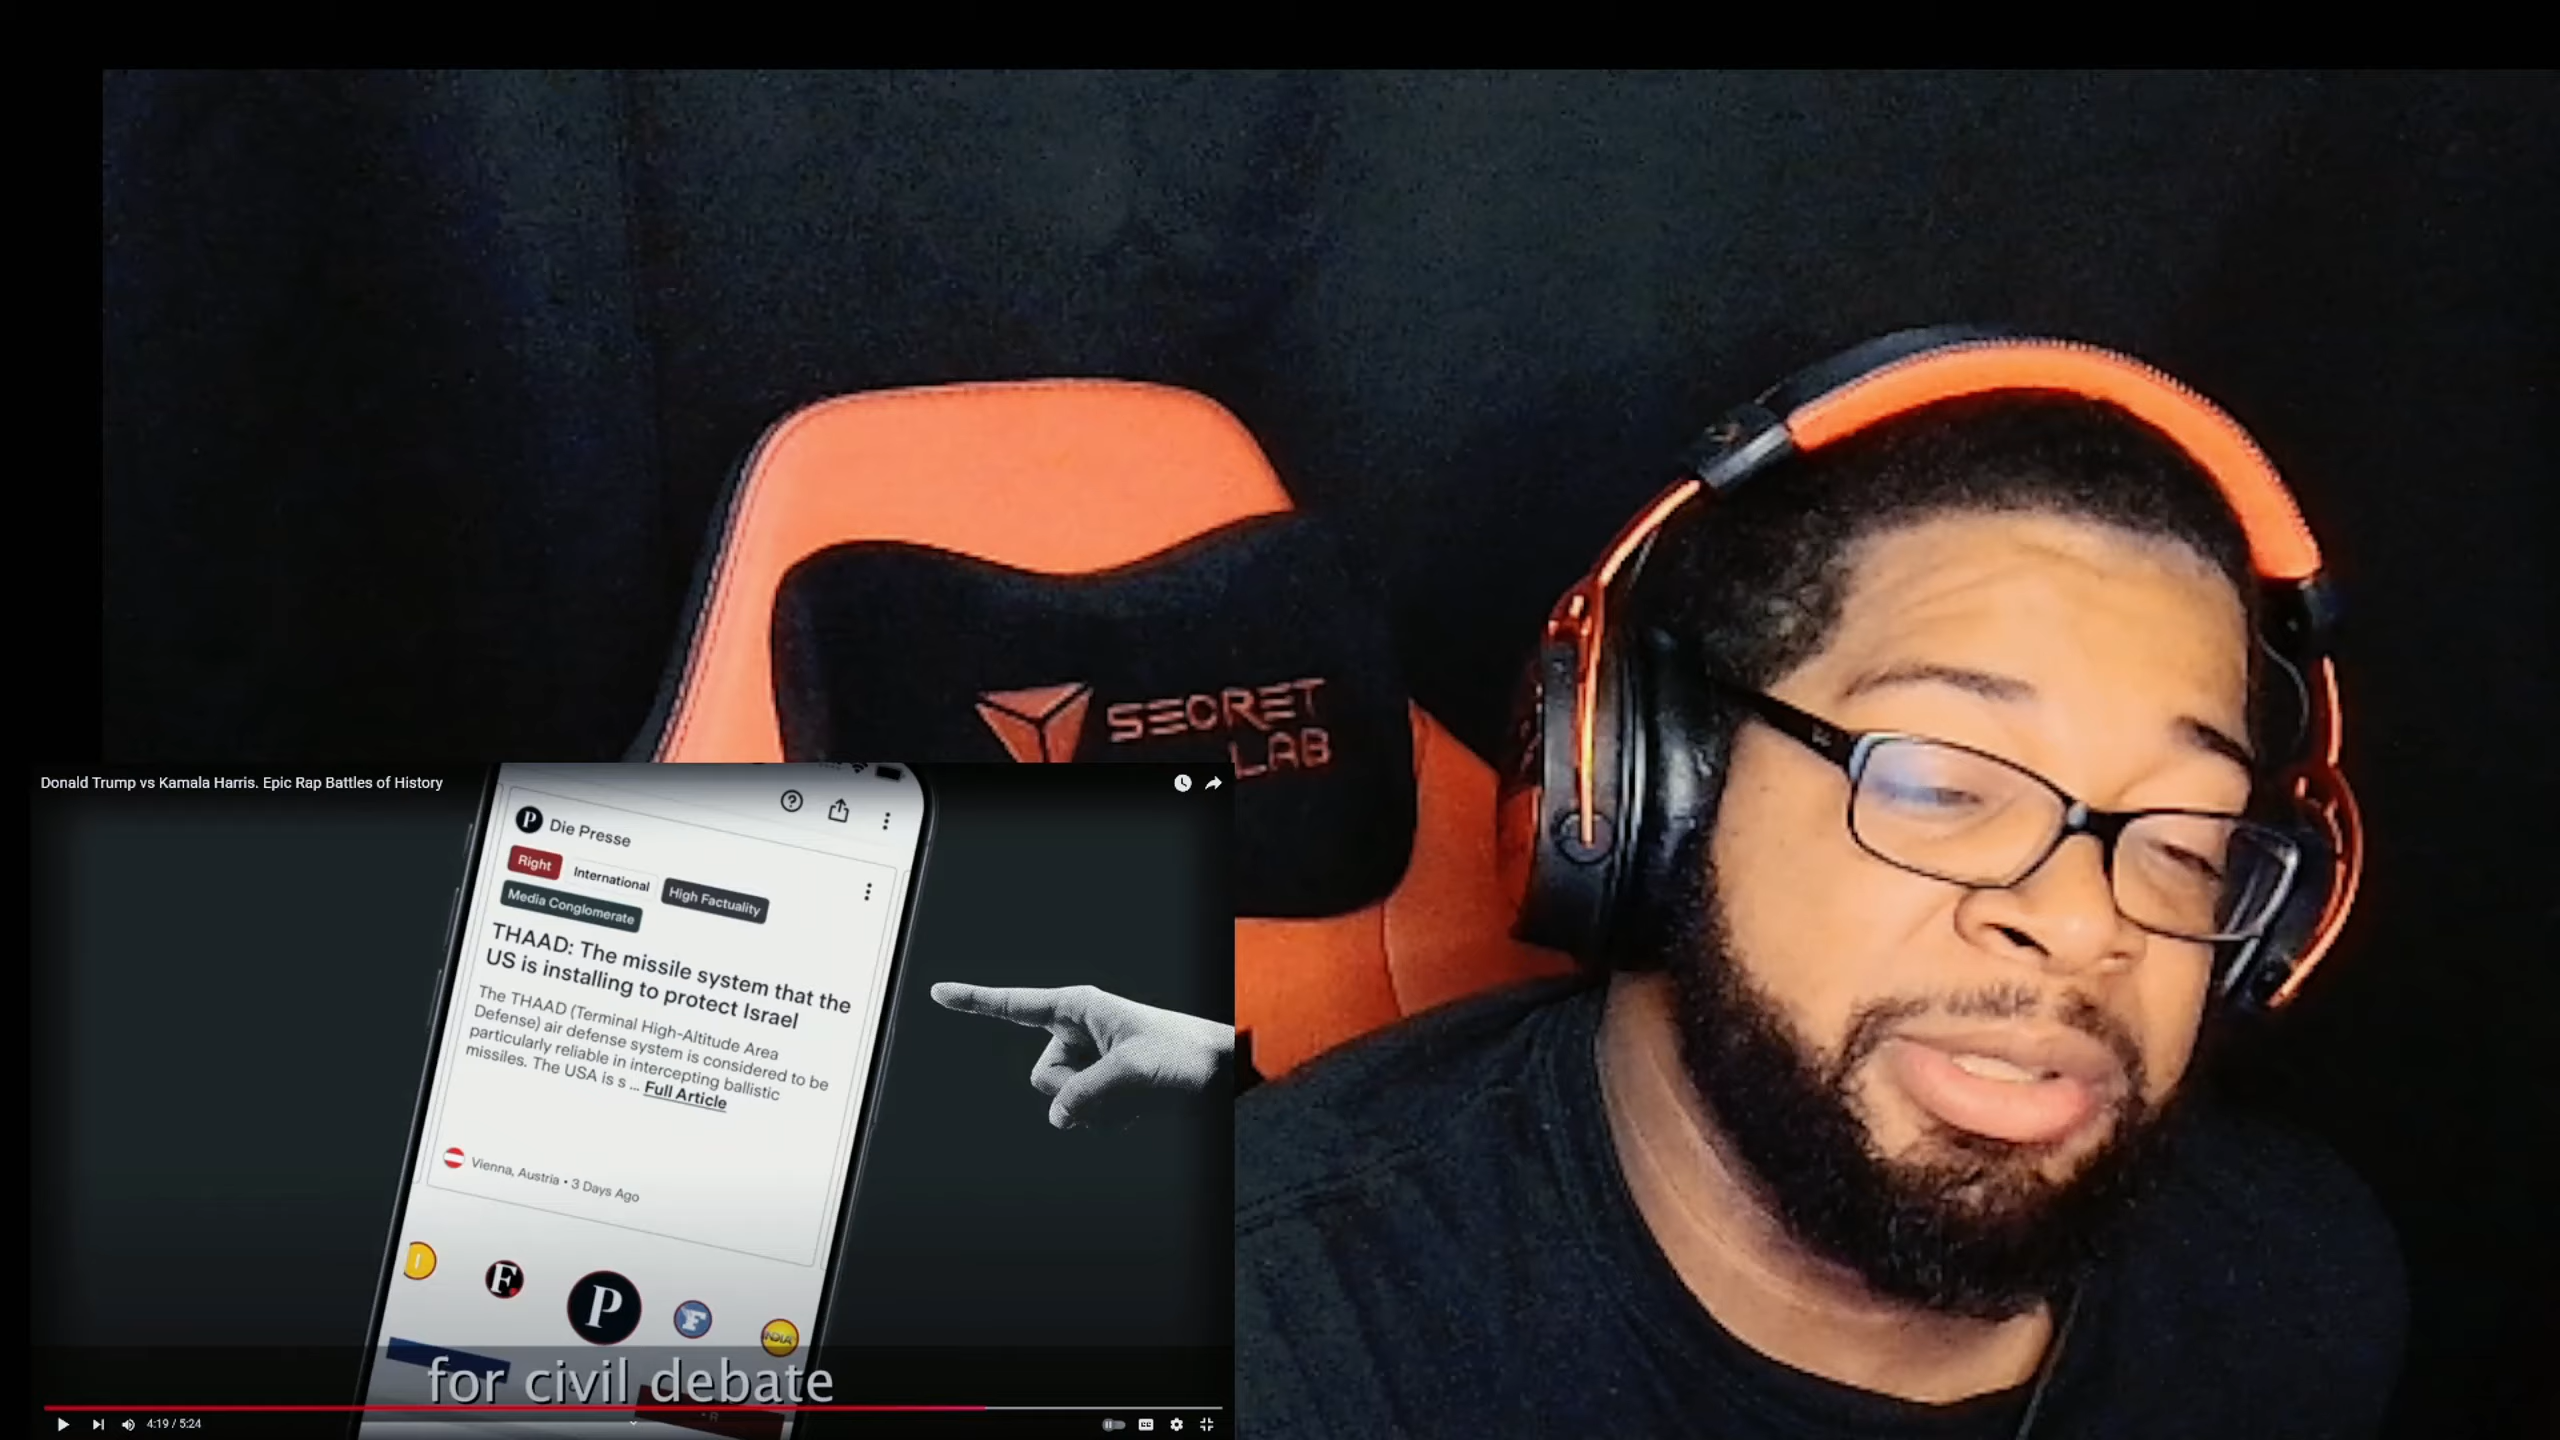 SECRET
LAB
Donald Trump vs Kamala Harris. Epic Rap Battles of History
P Die Presse
Right International High Factuality
Media Conglomerate
THAAD: The missile system that the
US is installing to protect Israel
The THAAD (Terminal High-Altitude Area
Defense) air defense system is considered to be
particularly reliable in intercepting ballistic
missiles. The USA is s ... Full Article
Vienna, Austria • 3 Days Ago
I F. P F INDIA
for civil debate
4:19 / 5:24